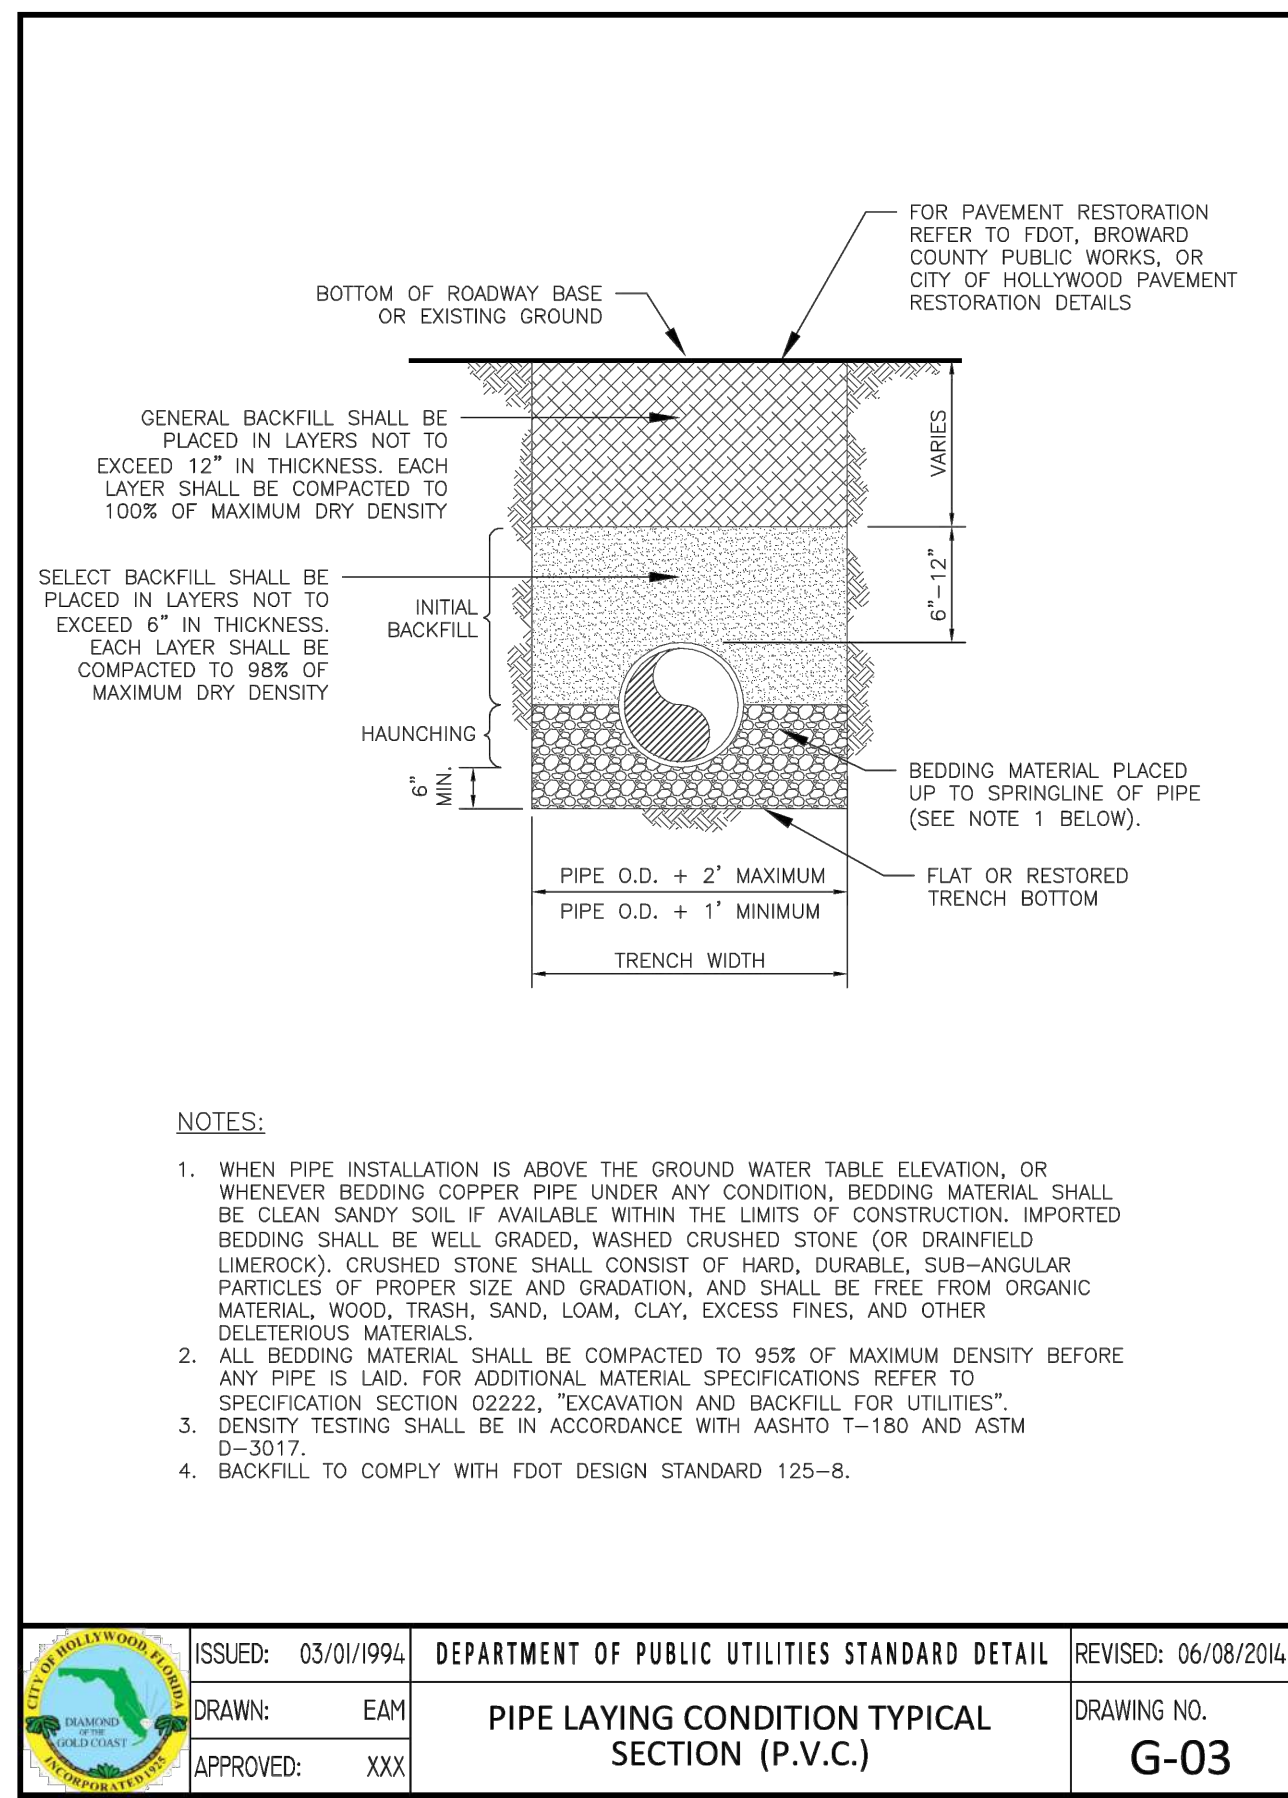 FOR PAVEMENT RESTORATION
REFER TO FDOT, BROWARD
COUNTY PUBLIC WORKS, OR
CITY OF HOLLYWOOD PAVEMENT
RESTORATION DETAILS
BOTTOM OF ROADWAY BASE
OR EXISTING GROUND
GENERAL BACKFILL SHALL BE
PLACED IN LAYERS NOT TO
EXCEED 12" IN THICKNESS. EACH
LAYER SHALL BE COMPACTED TO
100% OF MAXIMUM DRY DENSITY
VARIES
SELECT BACKFILL SHALL BE
PLACED IN LAYERS NOT TO
EXCEED 6" IN THICKNESS.
EACH LAYER SHALL BE
COMPACTED TO 98% OF
MAXIMUM DRY DENSITY
INITIAL
BACKFILL
6"-12"
HAUNCHING
6"
MIN.
BEDDING MATERIAL PLACED
UP TO SPRINGLINE OF PIPE
(SEE NOTE 1 BELOW).
FLAT OR RESTORED
TRENCH BOTTOM
PIPE O.D. + 2' MAXIMUM
PIPE O.D. + 1' MINIMUM
TRENCH WIDTH
NOTES:
1. WHEN PIPE INSTALLATION IS ABOVE THE GROUND WATER TABLE ELEVATION, OR
WHENEVER BEDDING COPPER PIPE UNDER ANY CONDITION, BEDDING MATERIAL SHALL
BE CLEAN SANDY SOIL IF AVAILABLE WITHIN THE LIMITS OF CONSTRUCTION. IMPORTED
BEDDING SHALL BE WELL GRADED, WASHED CRUSHED STONE (OR DRAINFIELD
LIMEROCK). CRUSHED STONE SHALL CONSIST OF HARD, DURABLE, SUB-ANGULAR
PARTICLES OF PROPER SIZE AND GRADATION, AND SHALL BE FREE FROM ORGANIC
MATERIAL, WOOD, TRASH, SAND, LOAM, CLAY, EXCESS FINES, AND OTHER
DELETERIOUS MATERIALS.
2. ALL BEDDING MATERIAL SHALL BE COMPACTED TO 95% OF MAXIMUM DENSITY BEFORE
ANY PIPE IS LAID. FOR ADDITIONAL MATERIAL SPECIFICATIONS REFER TO
SPECIFICATION SECTION 02222, "EXCAVATION AND BACKFILL FOR UTILITIES".
3. DENSITY TESTING SHALL BE IN ACCORDANCE WITH AASHTO T-180 AND ASTM
D-3017.
4. BACKFILL TO COMPLY WITH FDOT DESIGN STANDARD 125-8.
CITY OF HOLLYWOOD, FLORIDA
DIAMOND
OF THE
GOLD COAST
INCORPORATED 1925
ISSUED: 03/01/1994
DRAWN: EAM
APPROVED: XXX
DEPARTMENT OF PUBLIC UTILITIES STANDARD DETAIL
PIPE LAYING CONDITION TYPICAL
SECTION (P.V.C.)
REVISED: 06/08/2014
DRAWING NO.
G-03